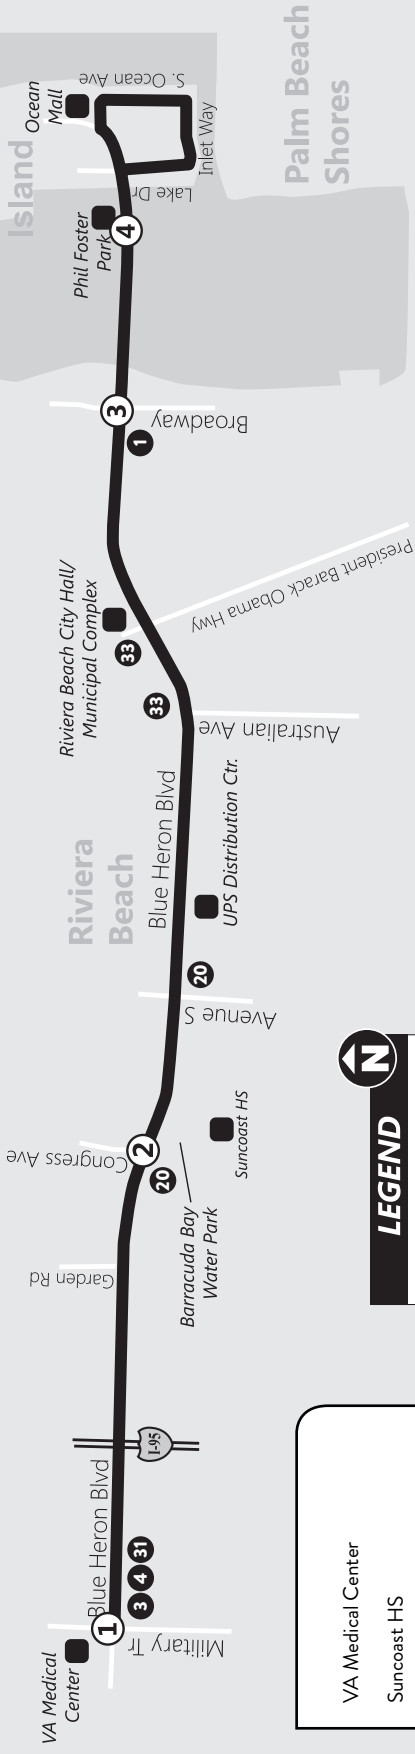 VA Medical
Center
1
Military Tr
3
4
31
Blue Heron Blvd
I-95
Garden Rd
Congress Ave
2
20
Barracuda Bay
Water Park
Suncoast HS
Avenue S
20
Riviera
Beach
Blue Heron Blvd
UPS Distribution Ctr.
Australian Ave
33
33
Riviera Beach City Hall/
Municipal Complex
President Barack Obama Hwy
Broadway
1
3
Phil Foster
Park
4
Lake Dr
Inlet Way
S. Ocean Ave
Ocean
Mall
Island
Palm Beach
Shores
N
LEGEND
VA Medical Center
Suncoast HS